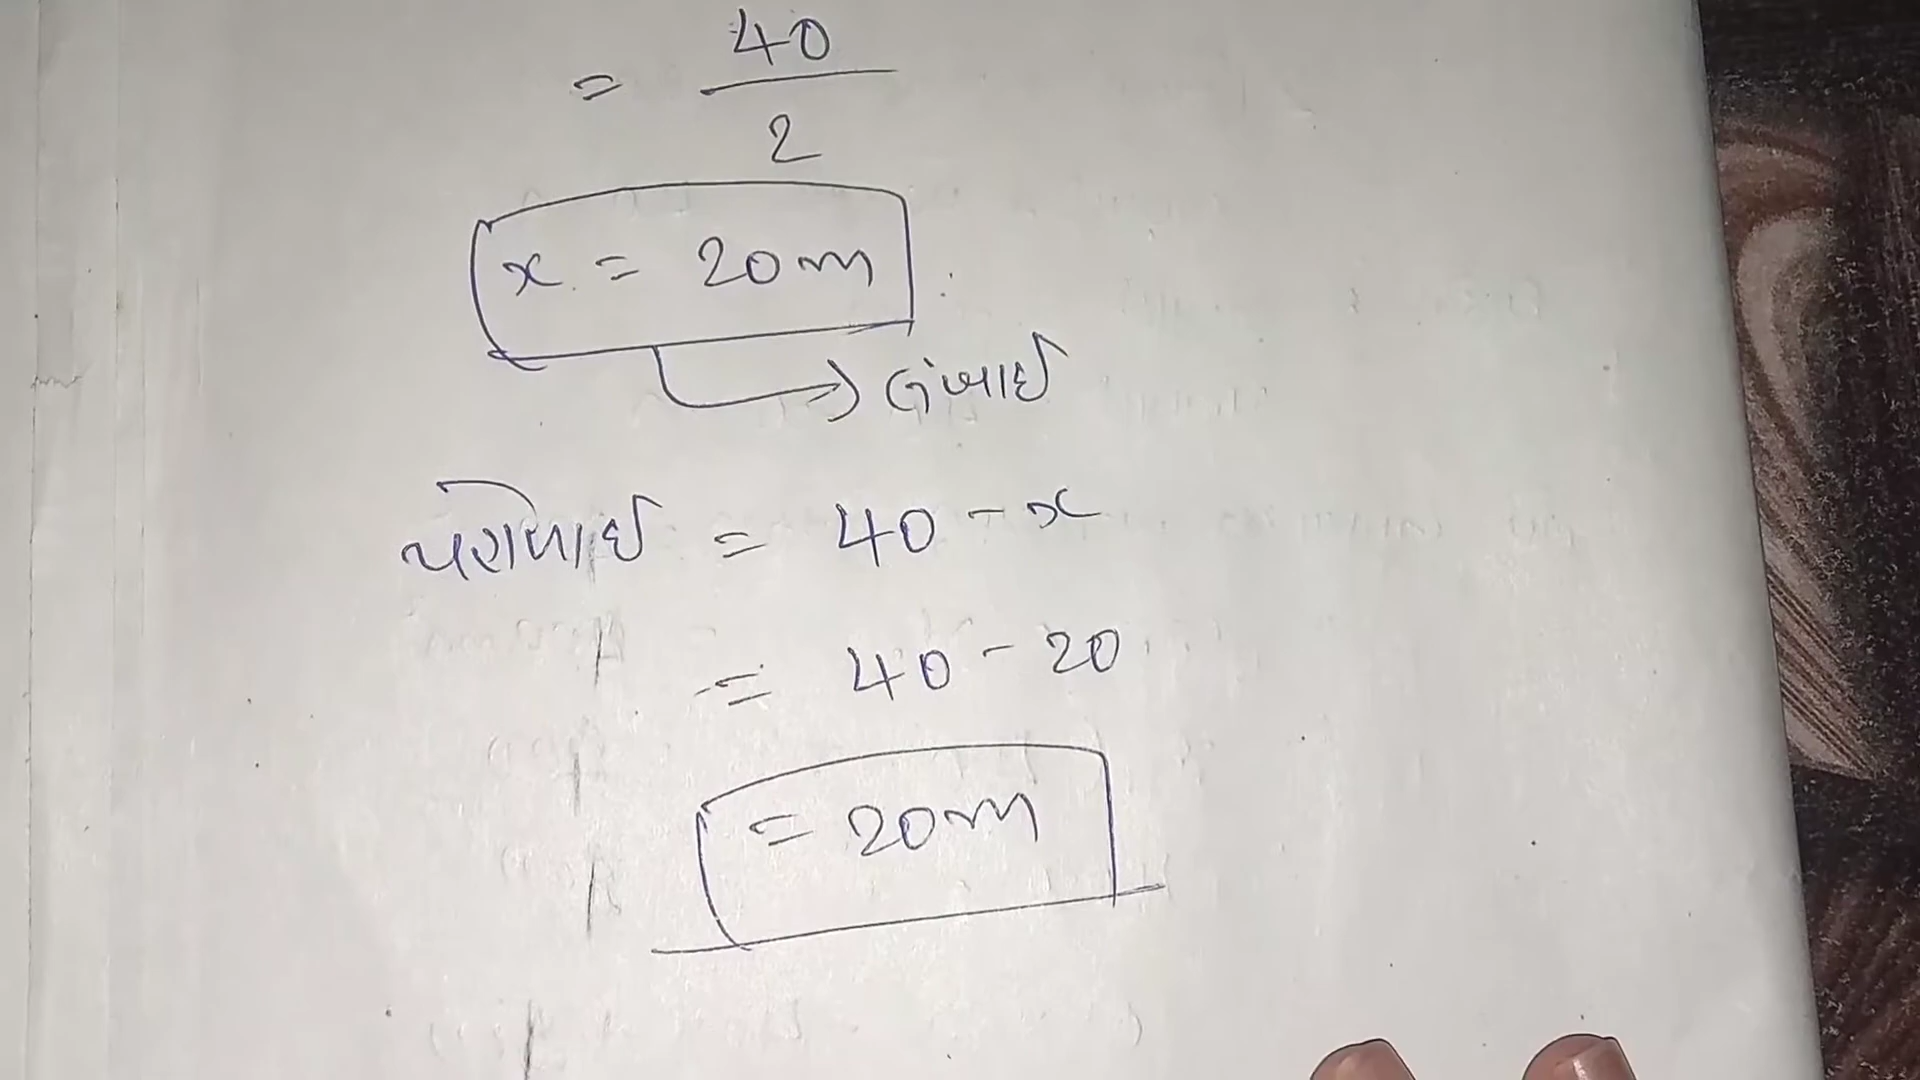 = 40/2
x = 20m
→ લંબાઈ
પહોળાઈ = 40 - x
= 40 - 20
= 20m